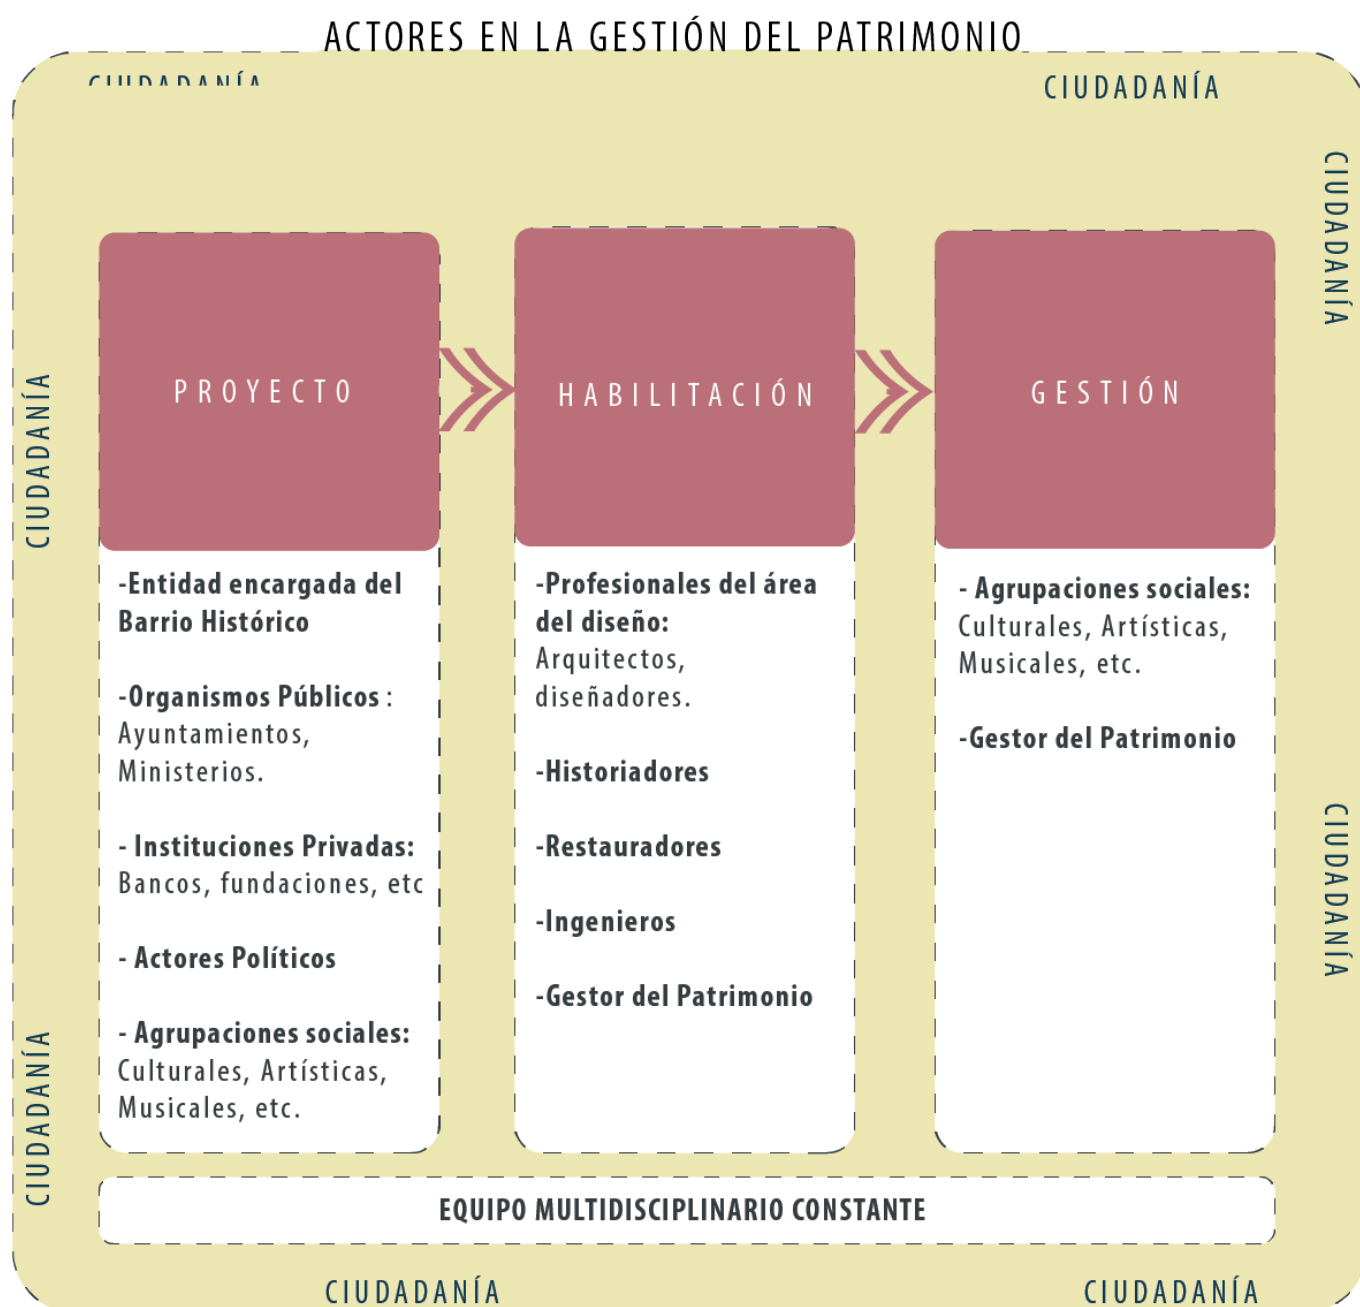 ACTORES EN LA GESTIÓN DEL PATRIMONIO
CIUDADANÍA
CIUDADANÍA
CIUDADANÍA
CIUDADANÍA
CIUDADANÍA
CIUDADANÍA
PROYECTO
-Entidad encargada del
Barrio Histórico
-Organismos Públicos :
Ayuntamientos,
Ministerios.
- Instituciones Privadas:
Bancos, fundaciones, etc
- Actores Políticos
- Agrupaciones sociales:
Culturales, Artísticas,
Musicales, etc.
HABILITACIÓN
-Profesionales del área
del diseño:
Arquitectos,
diseñadores.
-Historiadores
-Restauradores
-Ingenieros
-Gestor del Patrimonio
GESTIÓN
- Agrupaciones sociales:
Culturales, Artísticas,
Musicales, etc.
-Gestor del Patrimonio
EQUIPO MULTIDISCIPLINARIO CONSTANTE
CIUDADANÍA
CIUDADANÍA